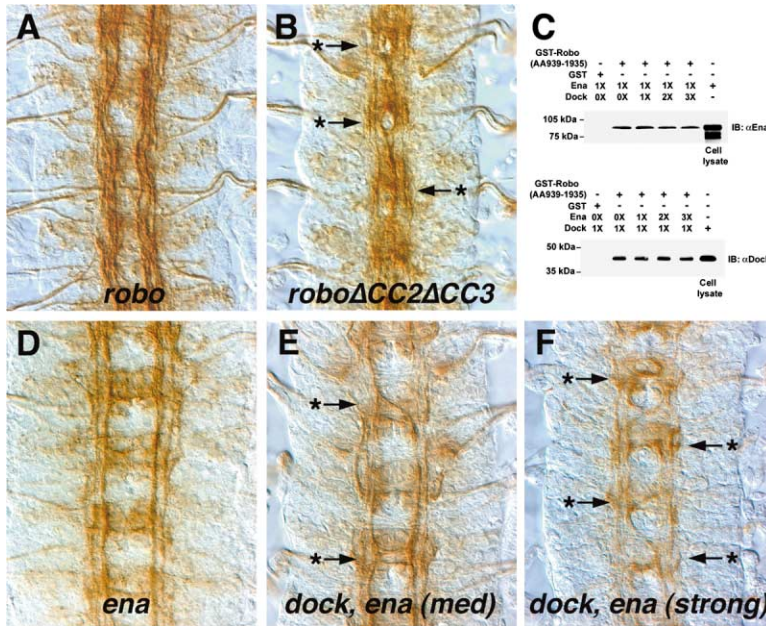 A
robo
B
*
*
*
roboΔCC2ΔCC3
C
GST-Robo
(AA939-1935) - + + + + -
GST + - - - - -
Ena 1X 1X 1X 1X 1X +
Dock 0X 0X 1X 2X 3X -
105 kDa
75 kDa
IB: αEna
Cell
lysate
GST-Robo
(AA939-1935) - + + + + -
GST + - - - - -
Ena 0X 0X 1X 2X 3X -
Dock 1X 1X 1X 1X 1X +
50 kDa
35 kDa
IB: αDock
Cell
lysate
D
ena
E
*
*
dock, ena (med)
F
*
*
*
*
dock, ena (strong)